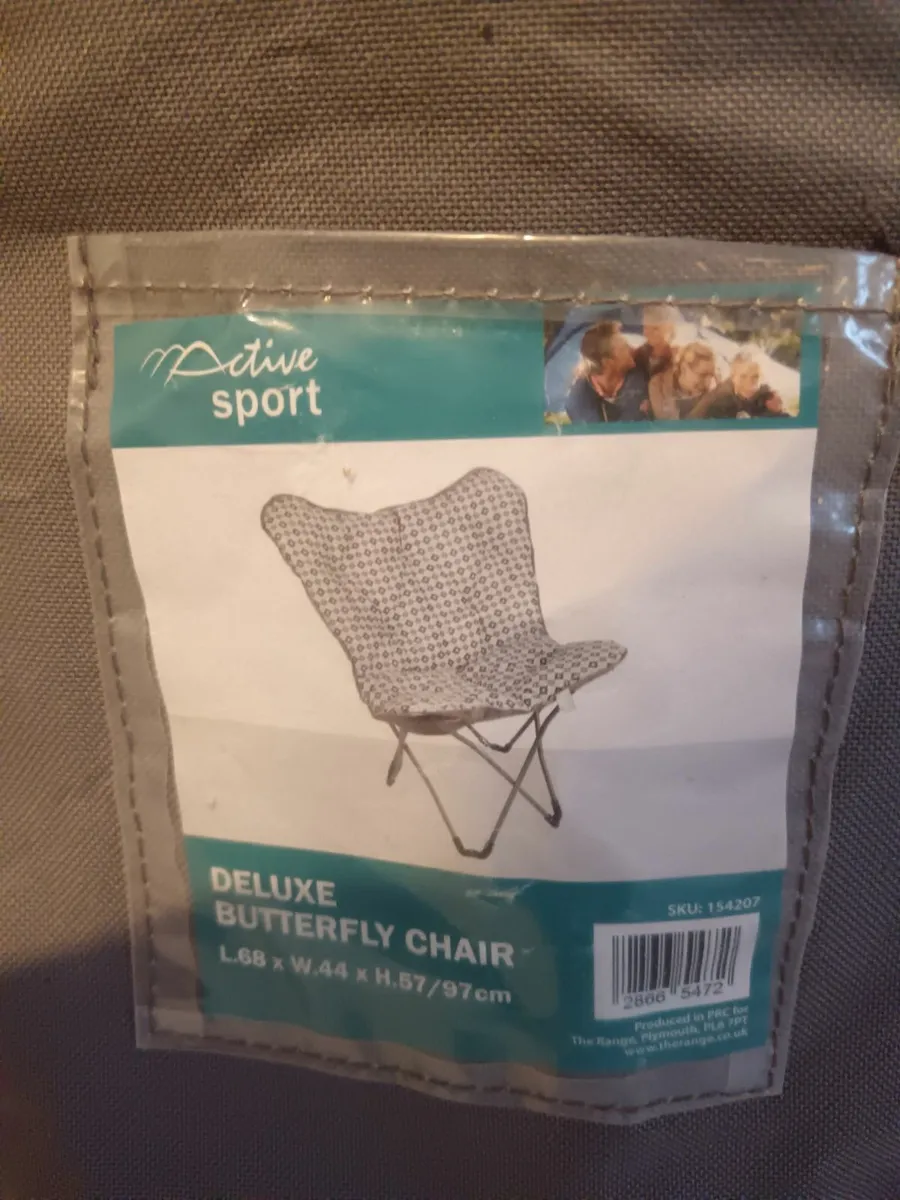 Active
sport
DELUXE
BUTTERFLY CHAIR
L.68 x W.44 x H.57/97cm
SKU: 154207
2866 5472
Produced in PRC for
The Range, Plymouth, PL6 7PT
www.therange.co.uk